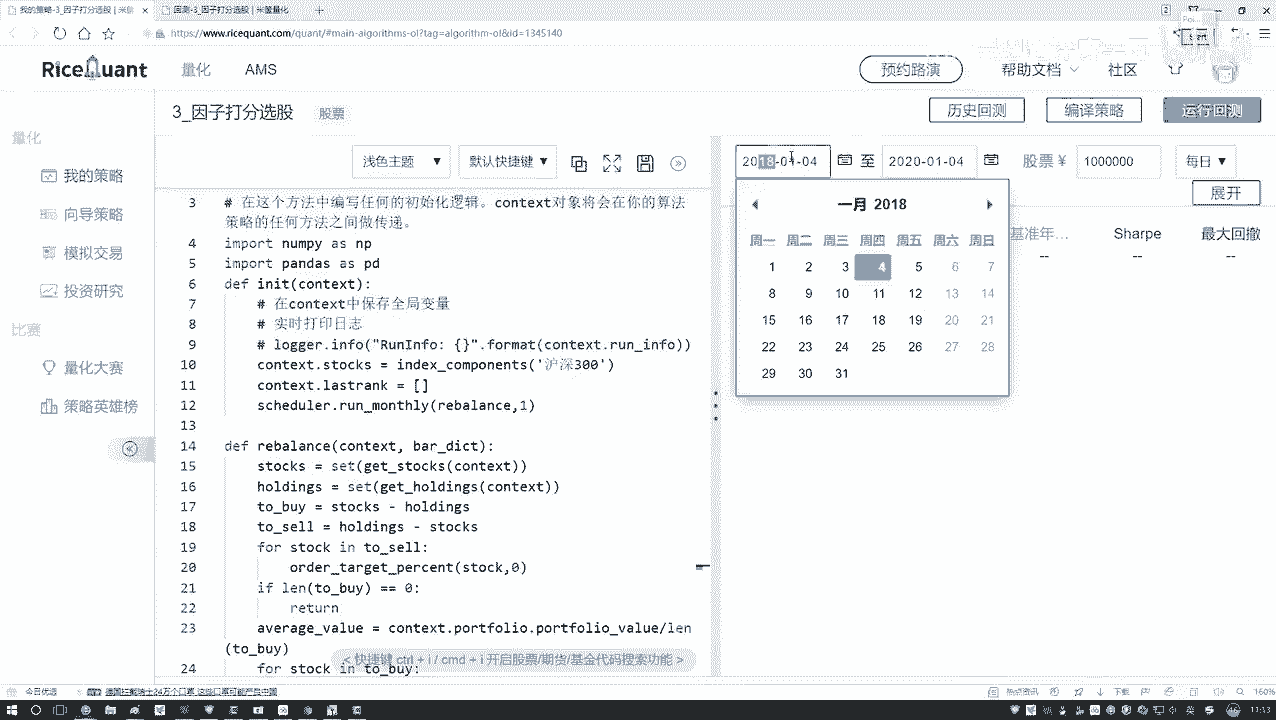 我的策略-3_因子打分选股 | 米筐
回测-3_因子打分选股 | 米筐量化
https://www.ricequant.com/quant/#main-algorithms-ol?tag=algorithm-ol&id=1345140
RiceQuant
量化
AMS
预约路演
帮助文档
社区
3_因子打分选股
股票
历史回测
编译策略
运行回测
量化
我的策略
向导策略
模拟交易
投资研究
比赛
量化大赛
策略英雄榜
浅色主题
默认快捷键
3 # 在这个方法中编写任何的初始化逻辑。context对象将会在你的算法
策略的任何方法之间做传递。
4 import numpy as np
5 import pandas as pd
6 def init(context):
7 # 在context中保存全局变量
8 # 实时打印日志
9 # logger.info("RunInfo: {}".format(context.run_info))
10 context.stocks = index_components('沪深300')
11 context.lastrank = []
12 scheduler.run_monthly(rebalance,1)
13
14 def rebalance(context, bar_dict):
15 stocks = set(get_stocks(context))
16 holdings = set(get_holdings(context))
17 to_buy = stocks - holdings
18 to_sell = holdings - stocks
19 for stock in to_sell:
20 order_target_percent(stock,0)
21 if len(to_buy) == 0:
22 return
23 average_value = context.portfolio.portfolio_value/len
(to_buy)
24 for stock in to_buy:
< 快捷键 ctrl + i / cmd + i 开启股票/期货/基金代码搜索功能 >
2018-01-04
至
2020-01-04
股票 ¥
1000000
每日
展开
一月 2018
周一 周二 周三 周四 周五 周六 周日
1 2 3 4 5 6 7
8 9 10 11 12 13 14
15 16 17 18 19 20 21
22 23 24 25 26 27 28
29 30 31
基准年...
Sharpe
最大回撤
--
--
--
今日优选
热点资讯
下载
160%
11:13